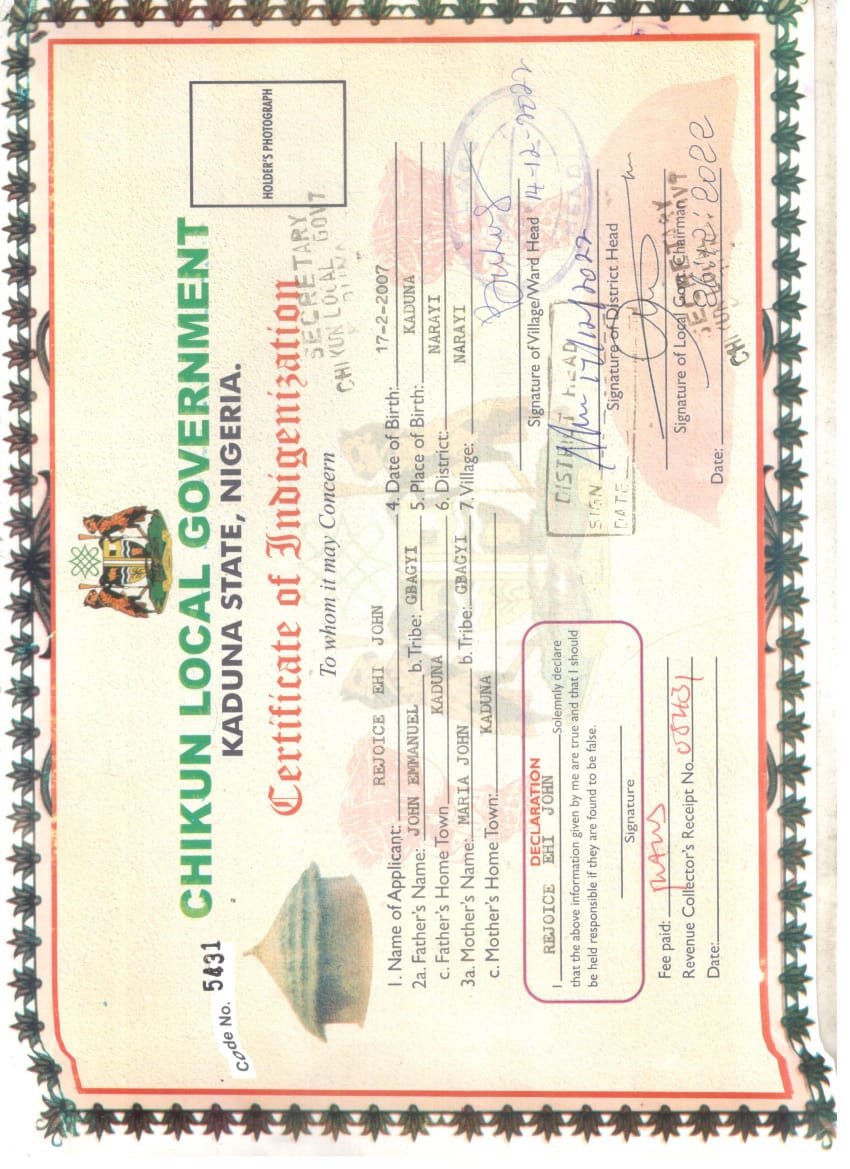 CHIKUN LOCAL GOVERNMENT
KADUNA STATE, NIGERIA.
Code No. 5431
Certificate of Indigenization
To whom it may Concern
HOLDER'S PHOTOGRAPH
SECRETARY
CHIKUN LOCAL GOVT
1. Name of Applicant: REJOICE EHI JOHN
2a. Father's Name: JOHN EMMANUEL b. Tribe: GBAGYI
c. Father's Home Town KADUNA
3a. Mother's Name: MARIA JOHN b. Tribe: GBAGYI
c. Mother's Home Town: KADUNA
4. Date of Birth: 17-2-2007
5. Place of Birth: KADUNA
6. District: NARAYI
7. Village: NARAYI
DECLARATION
I REJOICE EHI JOHN Solemnly declare
that the above information given by me are true and that I should
be held responsible if they are found to be false.
Signature
Fee paid:
Revenue Collector's Receipt No. 08431
Date:
14-12-2022
Signature of Village/Ward Head
HEAD
DISTRICT HEAD
SIGN 17/12/2022
DATE
Signature of District Head
Signature of Local Govt. Chairman
SECRETARY
Date: 2022